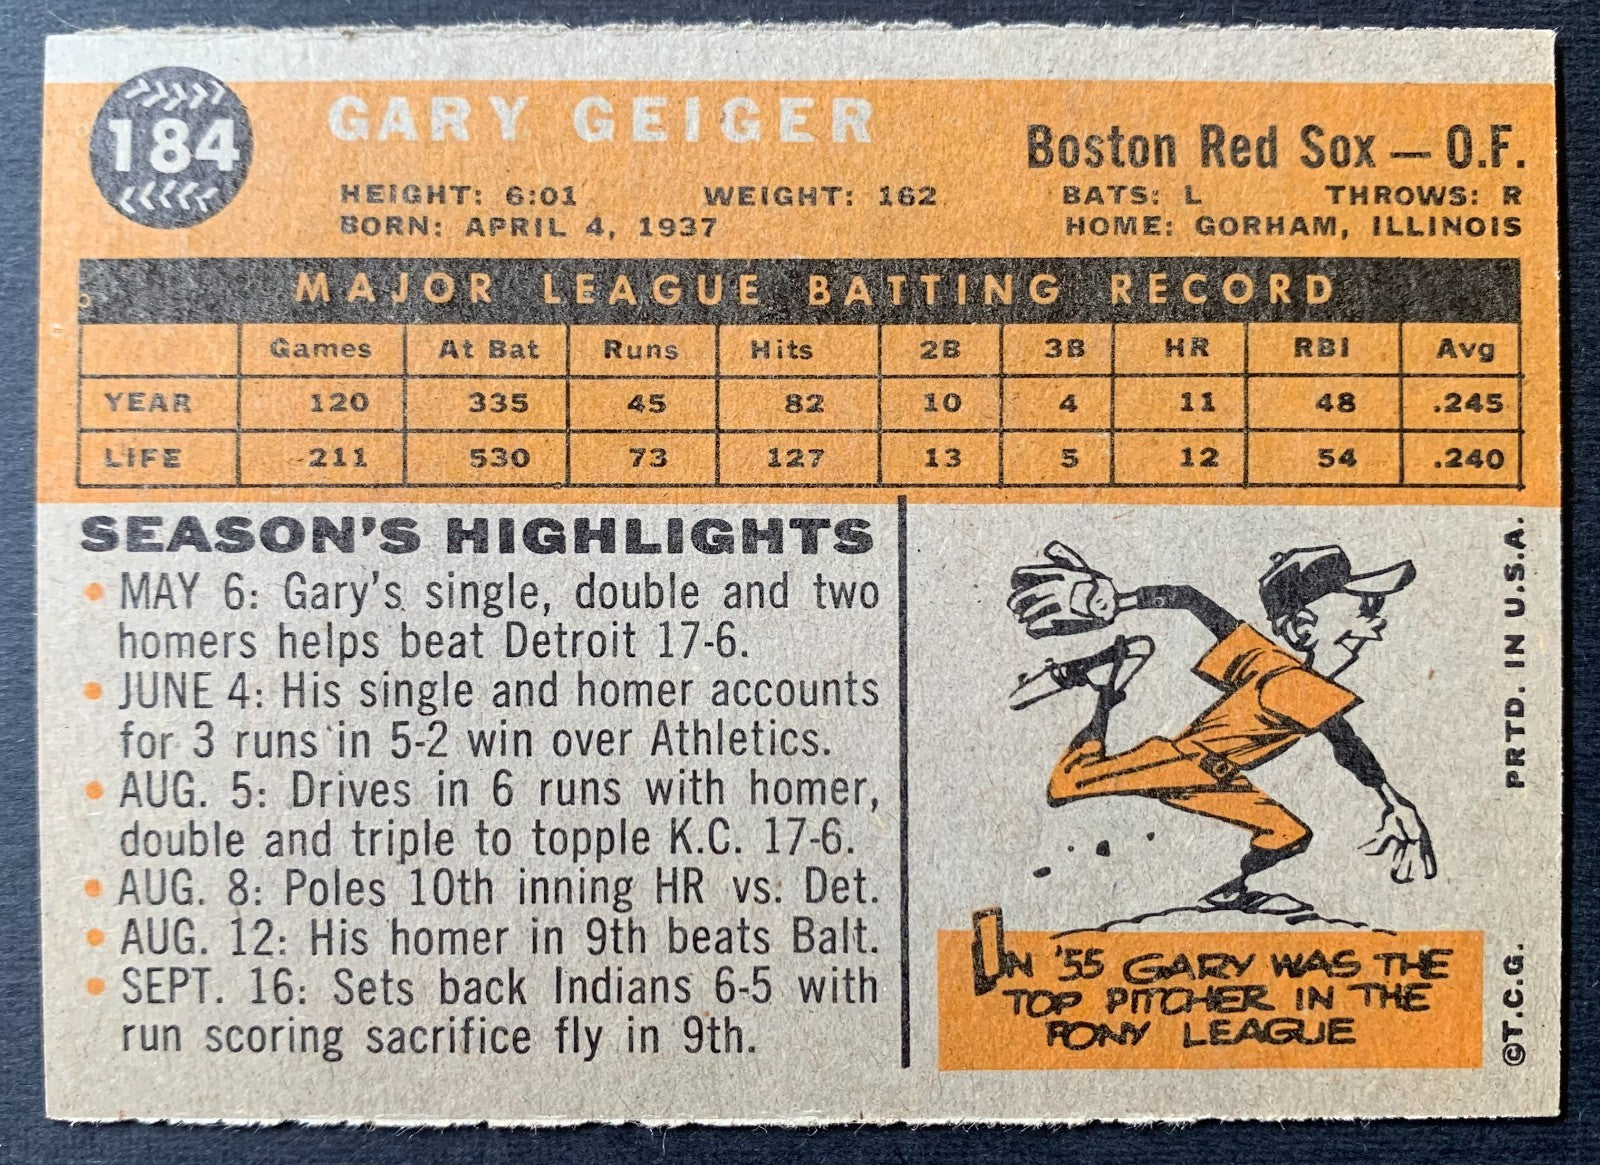 184
GARY GEIGER
Boston Red Sox — O.F.
HEIGHT: 6:01 WEIGHT: 162 BATS: L THROWS: R
BORN: APRIL 4, 1937 HOME: GORHAM, ILLINOIS
MAJOR LEAGUE BATTING RECORD
Games At Bat Runs Hits 2B 3B HR RBI Avg
YEAR 120 335 45 82 10 4 11 48 .245
LIFE 211 530 73 127 13 5 12 54 .240
SEASON'S HIGHLIGHTS
• MAY 6: Gary's single, double and two
homers helps beat Detroit 17-6.
• JUNE 4: His single and homer accounts
for 3 runs in 5-2 win over Athletics.
• AUG. 5: Drives in 6 runs with homer,
double and triple to topple K.C. 17-6.
• AUG. 8: Poles 10th inning HR vs. Det.
• AUG. 12: His homer in 9th beats Balt.
• SEPT. 16: Sets back Indians 6-5 with
run scoring sacrifice fly in 9th.
IN '55 GARY WAS THE
TOP PITCHER IN THE
PONY LEAGUE
©T.C.G. PRTD. IN U.S.A.